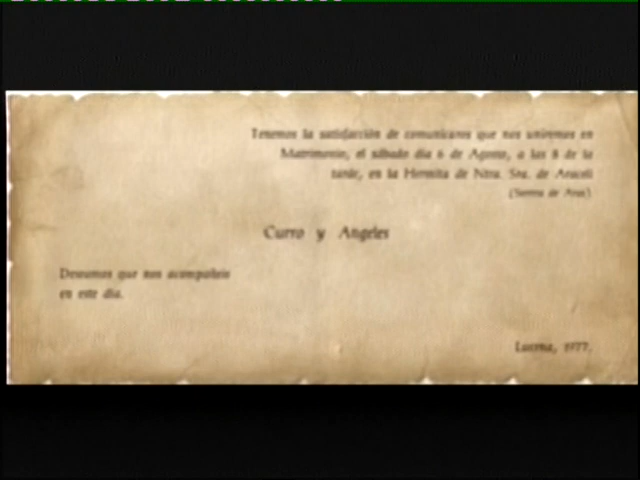 Tenemos la satisfacción de comunicaros que nos uniremos en
Matrimonio, el sábado día 6 de Agosto, a las 8 de la
tarde, en la Hermita de Ntra. Sra. de Araceli
(Sierra de Aras)
Curro y Angeles
Deseamos que nos acompañeis
en este día.
Lucena, 1977.